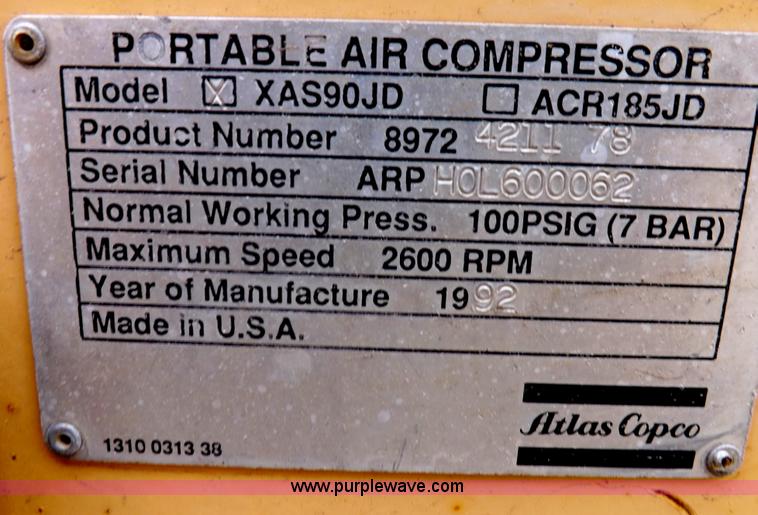 PORTABLE AIR COMPRESSOR
Model X XAS90JD ACR185JD
Product Number 8972 4211 78
Serial Number ARP HOL600062
Normal Working Press. 100PSIG (7 BAR)
Maximum Speed 2600 RPM
Year of Manufacture 1992
Made in U.S.A.
Atlas Copco
1310 0313 38
www.purplewave.com